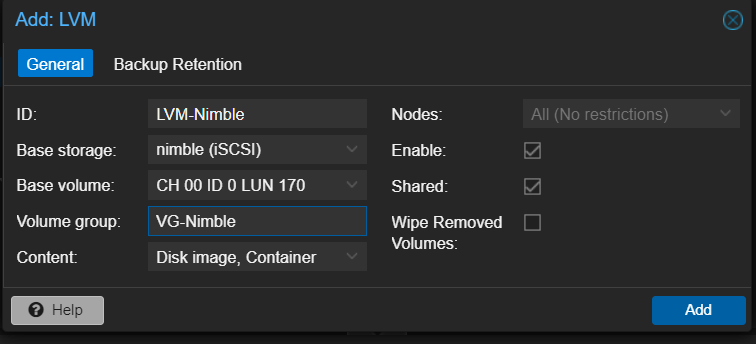 Add: LVM
General Backup Retention
ID: LVM-Nimble Nodes: All (No restrictions)
Base storage: nimble (iSCSI) Enable:
Base volume: CH 00 ID 0 LUN 170 Shared:
Volume group: VG-Nimble Wipe Removed
Volumes:
Content: Disk image, Container
? Help Add